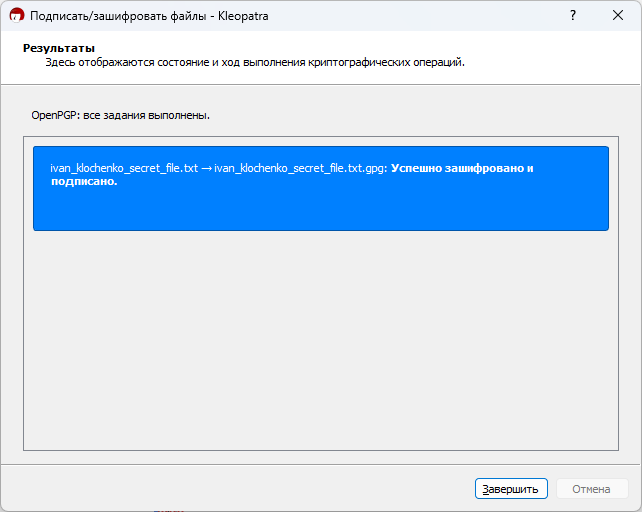 Подписать/зашифровать файлы - Kleopatra
?
Результаты
Здесь отображаются состояние и ход выполнения криптографических операций.
OpenPGP: все задания выполнены.
ivan_klochenko_secret_file.txt → ivan_klochenko_secret_file.txt.gpg: Успешно зашифровано и
подписано.
Завершить
Отмена